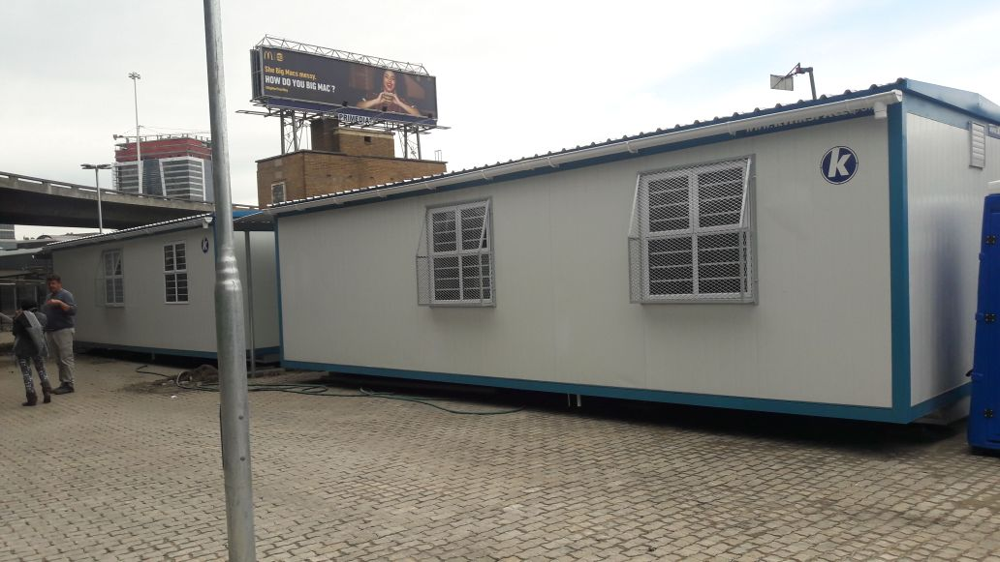 She Big Macs messy.
HOW DO YOU BIG MAC®?
PRIMEDIA
k
k